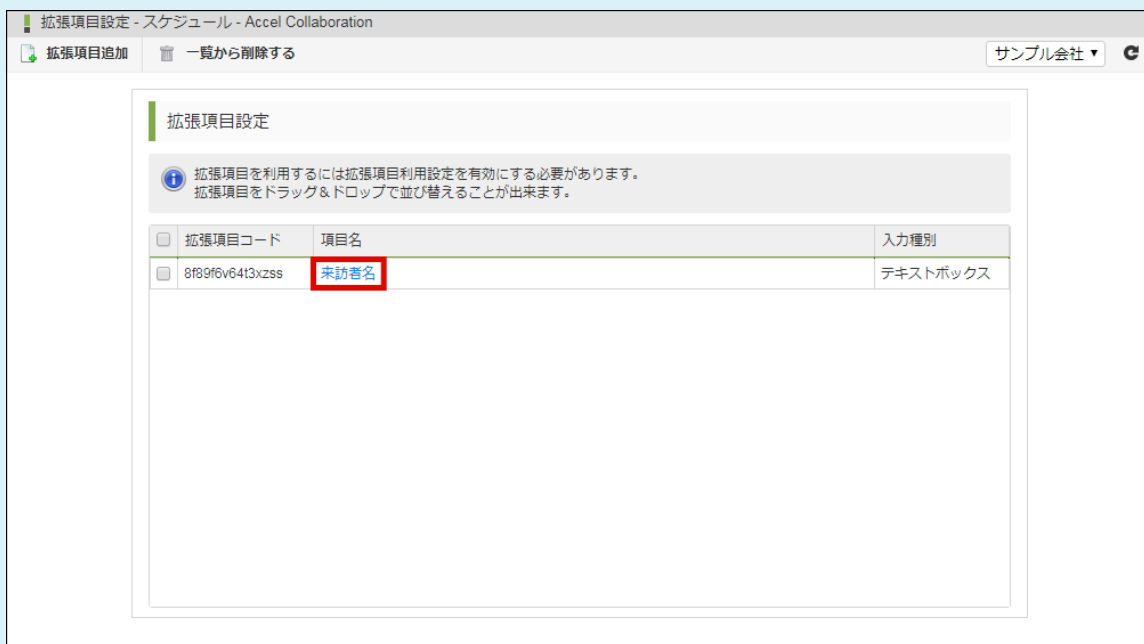 拡張項目設定 - スケジュール - Accel Collaboration
拡張項目追加 一覧から削除する サンプル会社
拡張項目設定
拡張項目を利用するには拡張項目利用設定を有効にする必要があります。
拡張項目をドラッグ＆ドロップで並び替えることが出来ます。
拡張項目コード 項目名 入力種別
8f89f6v64t3xzss 来訪者名 テキストボックス